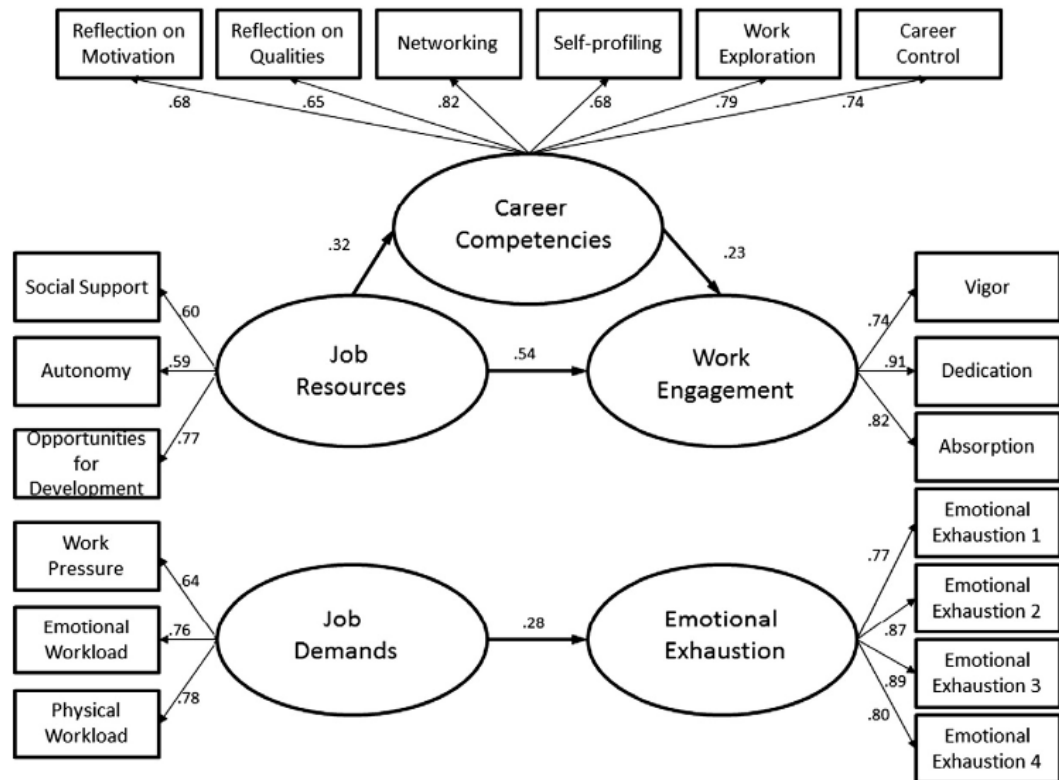 Reflection on
Motivation
Reflection on
Qualities
Networking
Self-profiling
Work
Exploration
Career
Control
.68
.65
.82
.68
.79
.74
Career
Competencies
.32
.23
Social Support
Autonomy
Opportunities
for
Development
.60
.59
.77
Job
Resources
.54
Work
Engagement
.74
.91
.82
Vigor
Dedication
Absorption
Work
Pressure
Emotional
Workload
Physical
Workload
.64
.76
.78
Job
Demands
.28
Emotional
Exhaustion
.77
.87
.89
.80
Emotional
Exhaustion 1
Emotional
Exhaustion 2
Emotional
Exhaustion 3
Emotional
Exhaustion 4